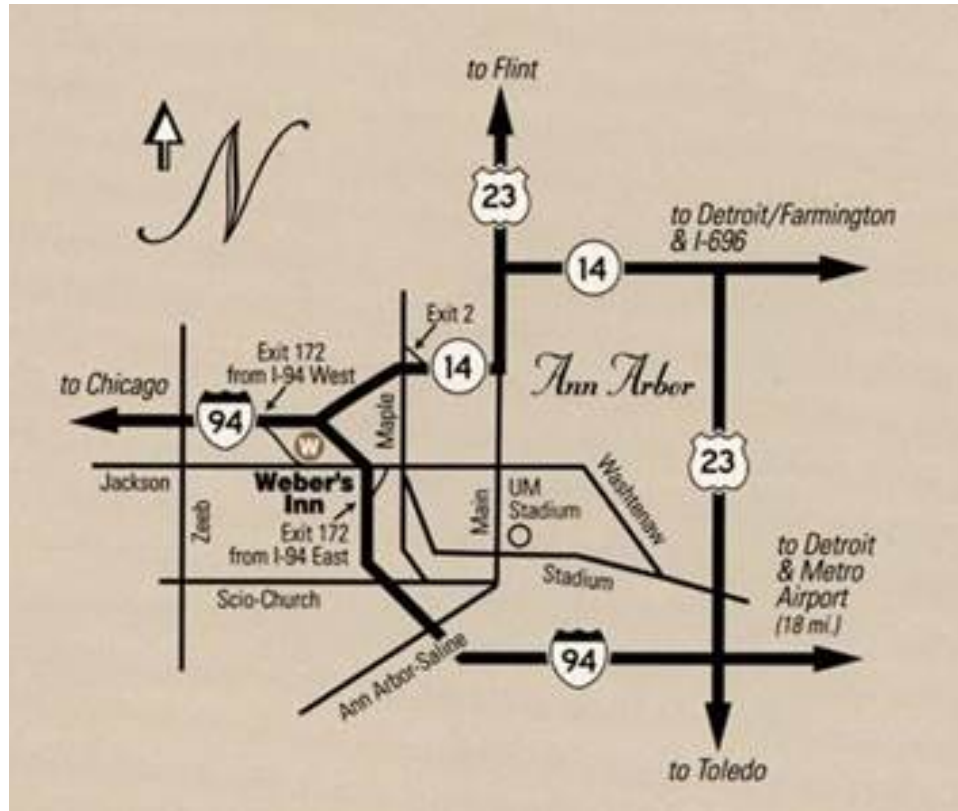 to Flint
N
23
to Detroit/Farmington
& I-696
14
Exit 2
Exit 172
from I-94 West
14
Ann Arbor
to Chicago
94
Maple
W
23
Jackson
Weber's
Inn
Zeeb
Exit 172
from I-94 East
Main
UM
Stadium
Washtenaw
to Detroit
& Metro
Airport
(18 mi.)
Stadium
Scio-Church
Ann Arbor-Saline
94
to Toledo